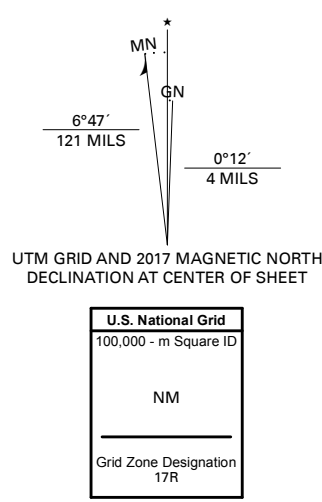 ★
MN
GN
6°47´
121 MILS
0°12´
4 MILS
UTM GRID AND 2017 MAGNETIC NORTH
DECLINATION AT CENTER OF SHEET
U.S. National Grid
100,000 - m Square ID
NM
Grid Zone Designation
17R